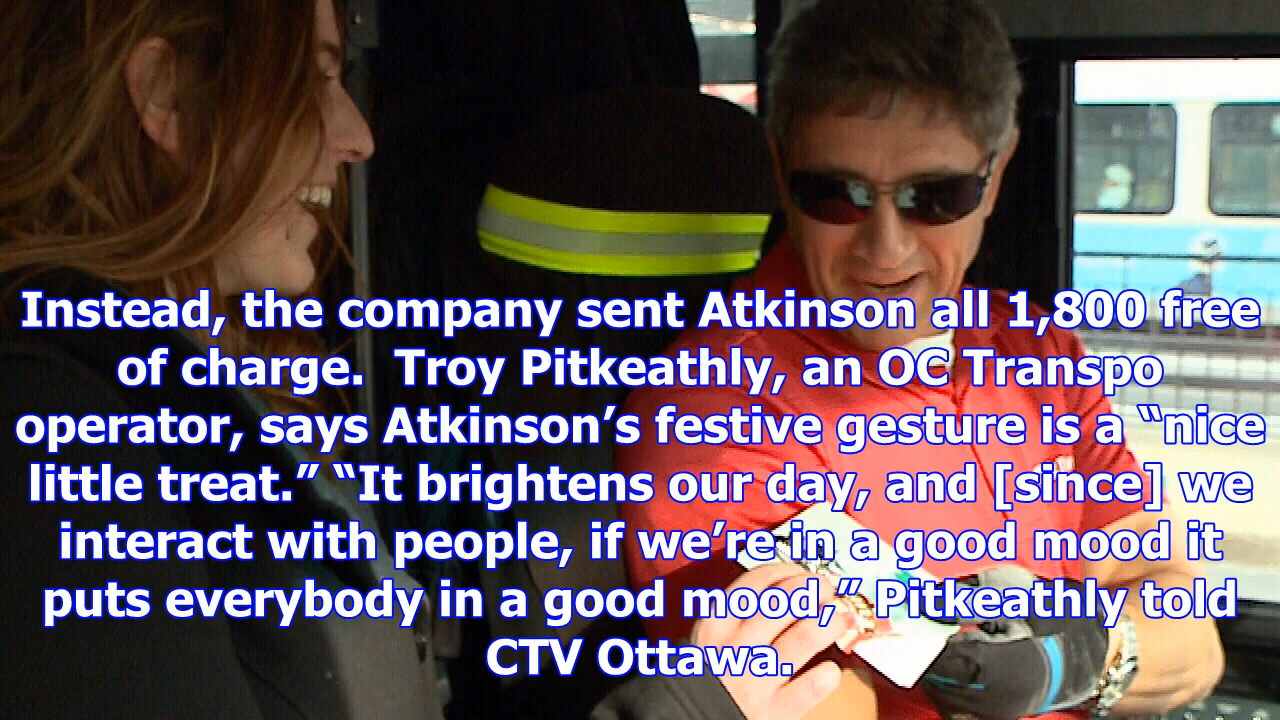 Instead, the company sent Atkinson all 1,800 free
of charge.  Troy Pitkeathly, an OC Transpo
operator, says Atkinson’s festive gesture is a “nice
little treat.” “It brightens our day, and [since] we
interact with people, if we’re in a good mood it
puts everybody in a good mood,” Pitkeathly told
CTV Ottawa.